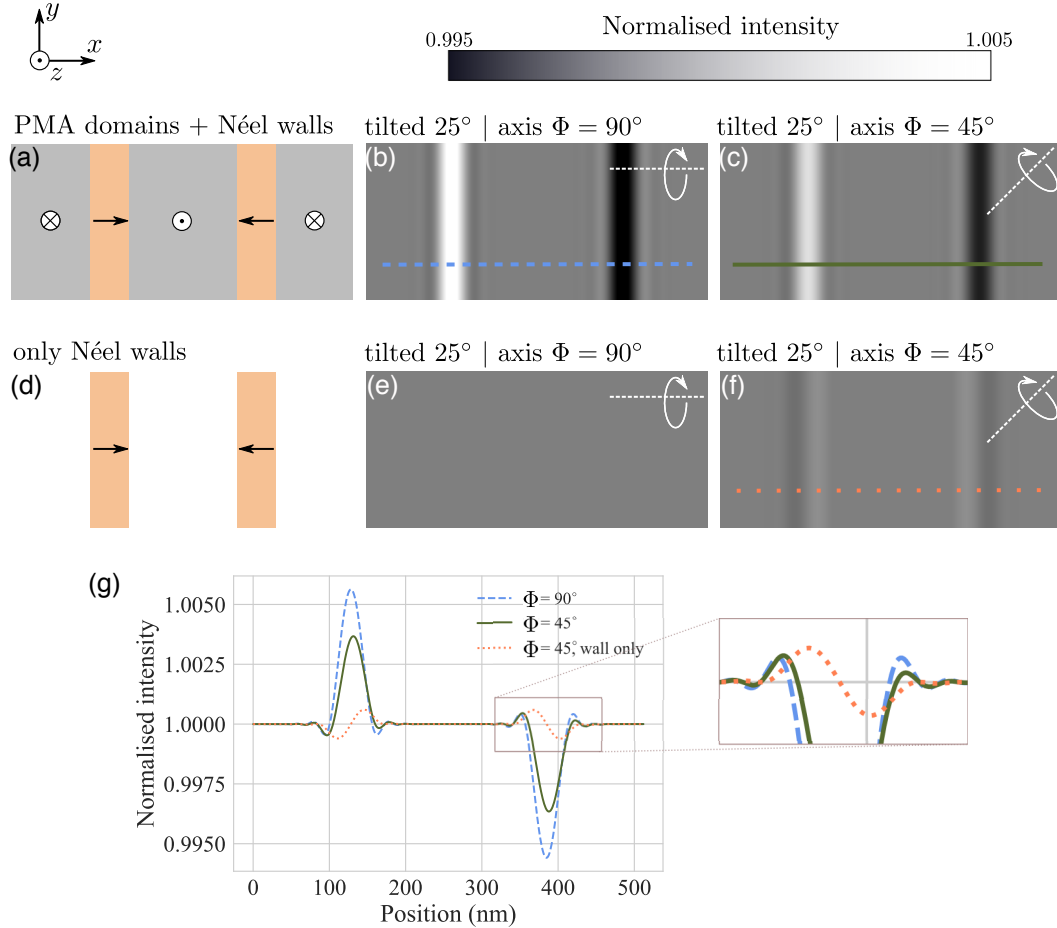 y
x
z
Normalised intensity
0.995 1.005
PMA domains + Néel walls
tilted 25° | axis Φ = 90°
tilted 25° | axis Φ = 45°
(a)
(b)
(c)
only Néel walls
tilted 25° | axis Φ = 90°
tilted 25° | axis Φ = 45°
(d)
(e)
(f)
(g)
Normalised intensity
1.0050
1.0025
1.0000
0.9975
0.9950
Φ = 90°
Φ = 45°
Φ = 45°, wall only
0 100 200 300 400 500
Position (nm)